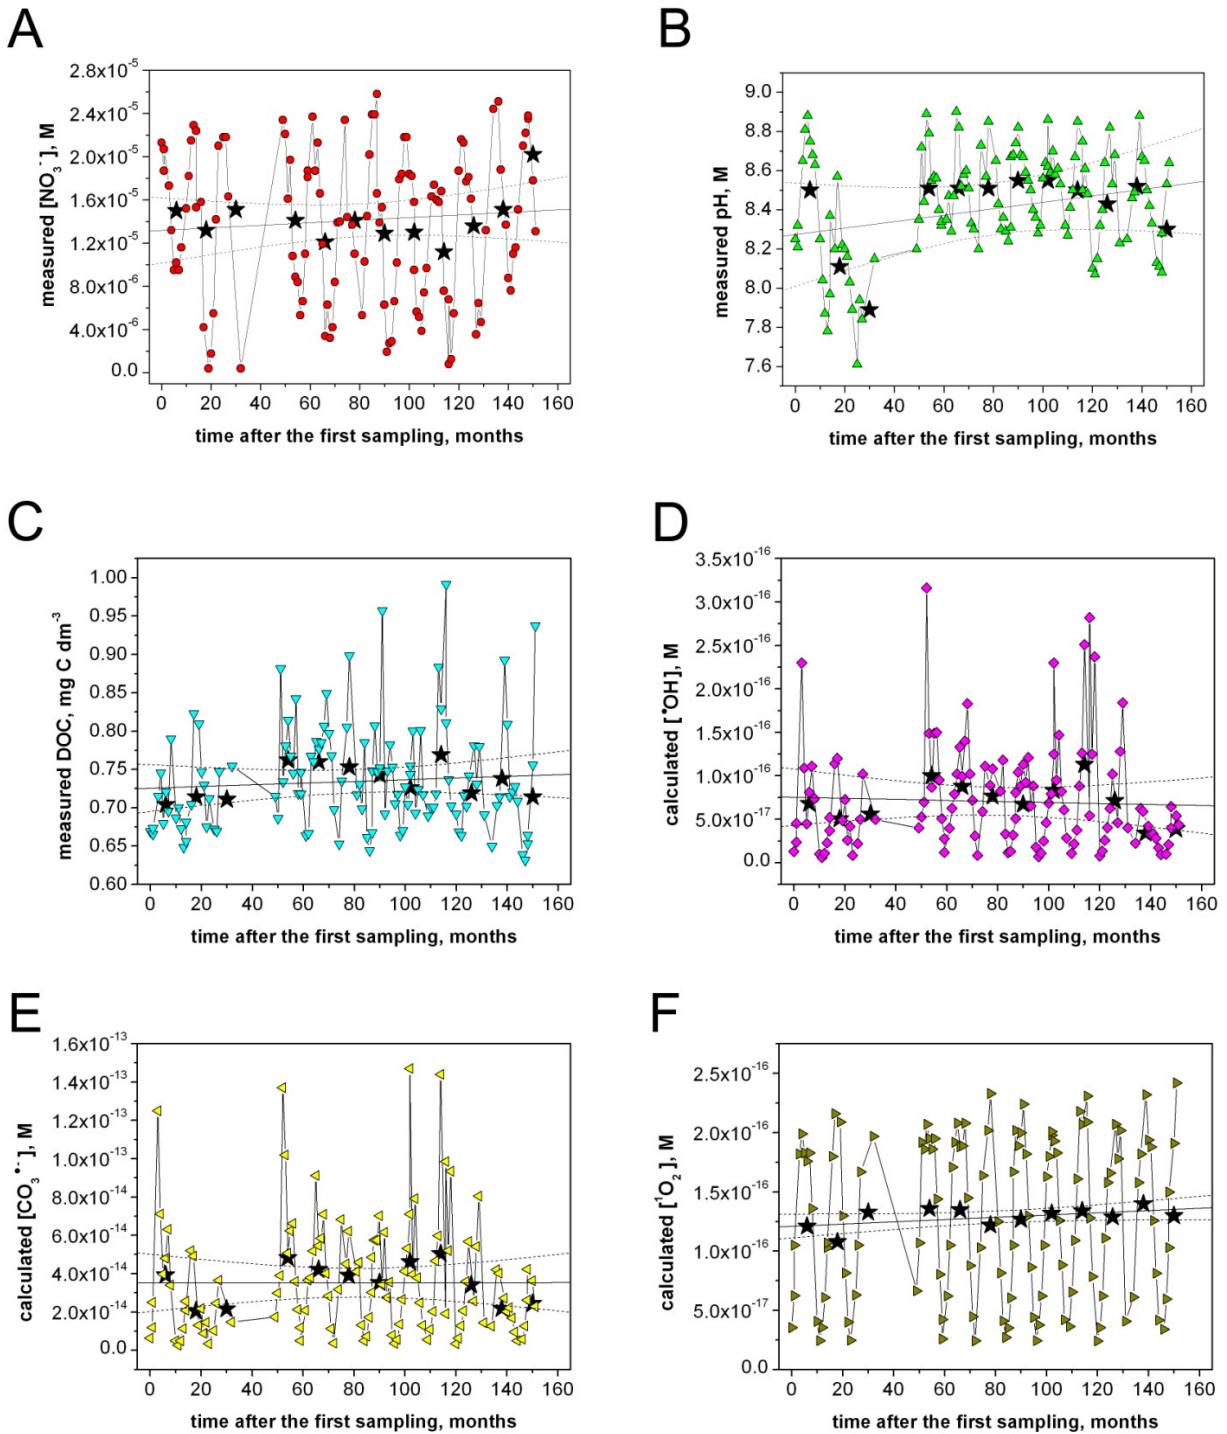 A
measured [NO₃⁻], M
2.8x10⁻⁵
2.4x10⁻⁵
2.0x10⁻⁵
1.6x10⁻⁵
1.2x10⁻⁵
8.0x10⁻⁶
4.0x10⁻⁶
0.0
0 20 40 60 80 100 120 140 160
time after the first sampling, months
B
measured pH, M
9.0
8.8
8.6
8.4
8.2
8.0
7.8
7.6
0 20 40 60 80 100 120 140 160
time after the first sampling, months
C
measured DOC, mg C dm⁻³
1.00
0.95
0.90
0.85
0.80
0.75
0.70
0.65
0.60
0 20 40 60 80 100 120 140 160
time after the first sampling, months
D
calculated [•OH], M
3.5x10⁻¹⁶
3.0x10⁻¹⁶
2.5x10⁻¹⁶
2.0x10⁻¹⁶
1.5x10⁻¹⁶
1.0x10⁻¹⁶
5.0x10⁻¹⁷
0.0
0 20 40 60 80 100 120 140 160
time after the first sampling, months
E
calculated [CO₃•⁻], M
1.6x10⁻¹³
1.4x10⁻¹³
1.2x10⁻¹³
1.0x10⁻¹³
8.0x10⁻¹⁴
6.0x10⁻¹⁴
4.0x10⁻¹⁴
2.0x10⁻¹⁴
0.0
0 20 40 60 80 100 120 140 160
time after the first sampling, months
F
calculated [¹O₂], M
2.5x10⁻¹⁶
2.0x10⁻¹⁶
1.5x10⁻¹⁶
1.0x10⁻¹⁶
5.0x10⁻¹⁷
0.0
0 20 40 60 80 100 120 140 160
time after the first sampling, months